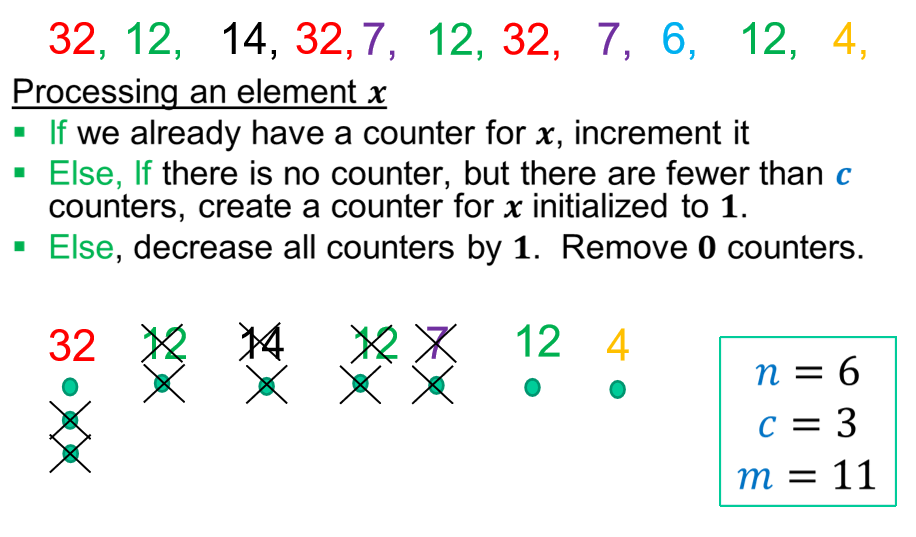 32, 12, 14, 32, 7, 12, 32, 7, 6, 12, 4,
Processing an element x
▪ If we already have a counter for x, increment it
▪ Else, If there is no counter, but there are fewer than c
counters, create a counter for x initialized to 1.
▪ Else, decrease all counters by 1. Remove 0 counters.
32 12 14 12 7 12 4
n = 6
c = 3
m = 11